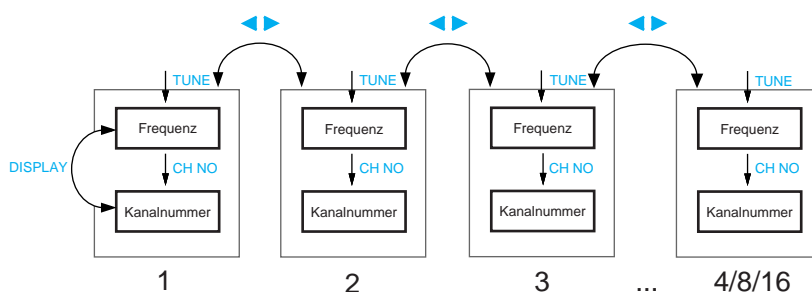 TUNE TUNE TUNE TUNE
Frequenz Frequenz Frequenz Frequenz
DISPLAY CH NO CH NO CH NO CH NO
Kanalnummer Kanalnummer Kanalnummer Kanalnummer
1 2 3 ... 4/8/16